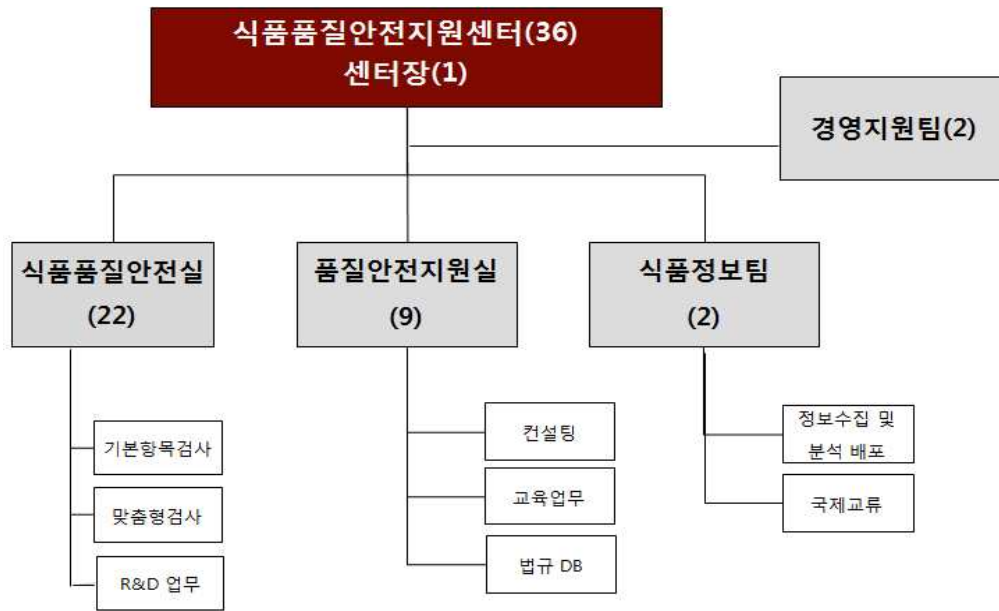 식품품질안전지원센터(36)
센터장(1)
경영지원팀(2)
식품품질안전실
(22)
품질안전지원실
(9)
식품정보팀
(2)
기본항목검사
맞춤형검사
R&D 업무
컨설팅
교육업무
법규 DB
정보수집 및
분석 배포
국제교류